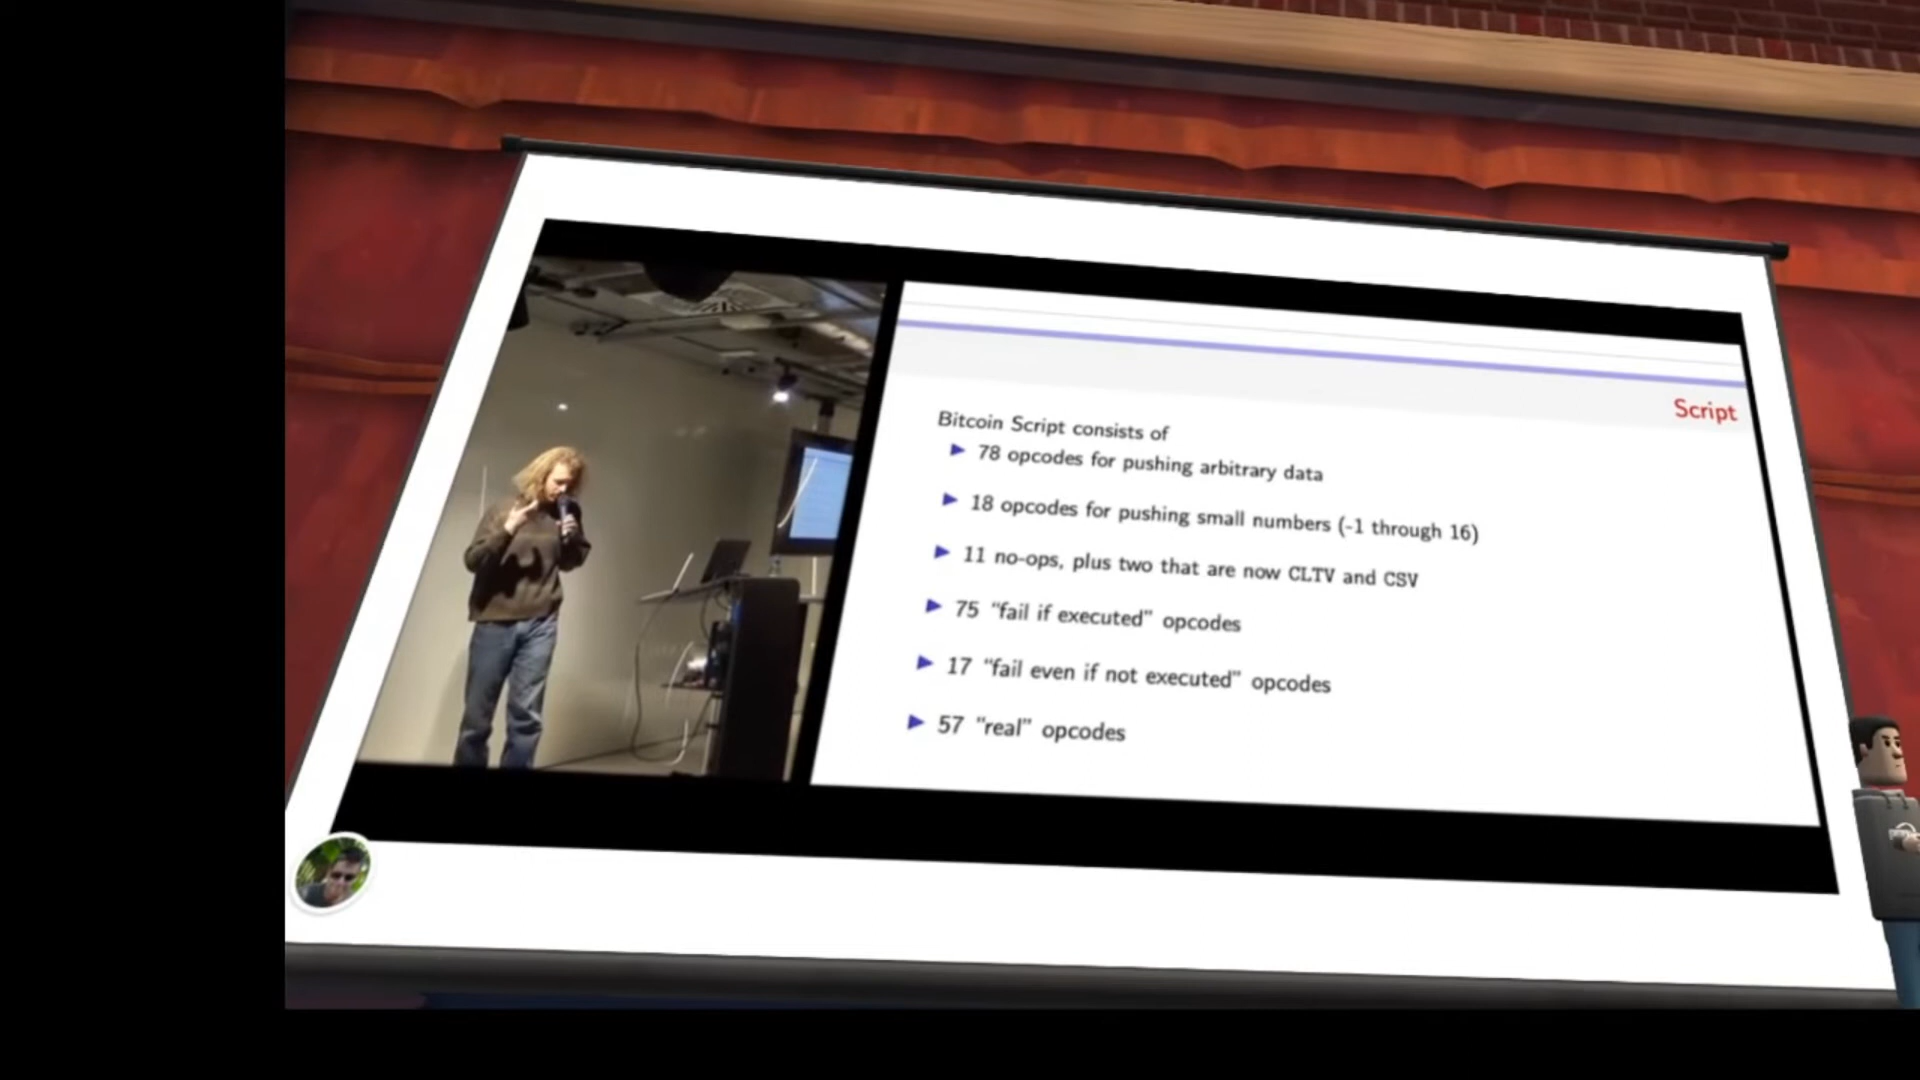 Script
Bitcoin Script consists of
▶ 78 opcodes for pushing arbitrary data
▶ 18 opcodes for pushing small numbers (-1 through 16)
▶ 11 no-ops, plus two that are now CLTV and CSV
▶ 75 "fail if executed" opcodes
▶ 17 "fail even if not executed" opcodes
▶ 57 "real" opcodes